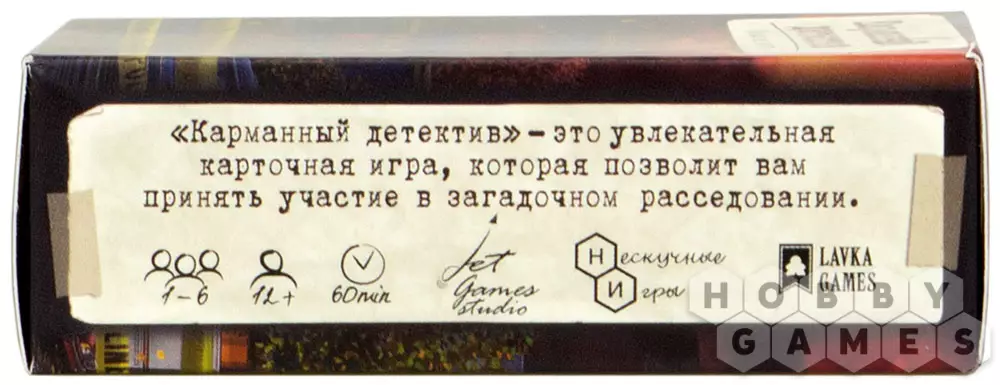 «Карманный детектив» – это увлекательная
карточная игра, которая позволит вам
принять участие в загадочном расседовании.
1-6
12+
60min
Jet
Games
studio
Нескучные
Игры
LAVKA
GAMES
HOBBY
GAMES